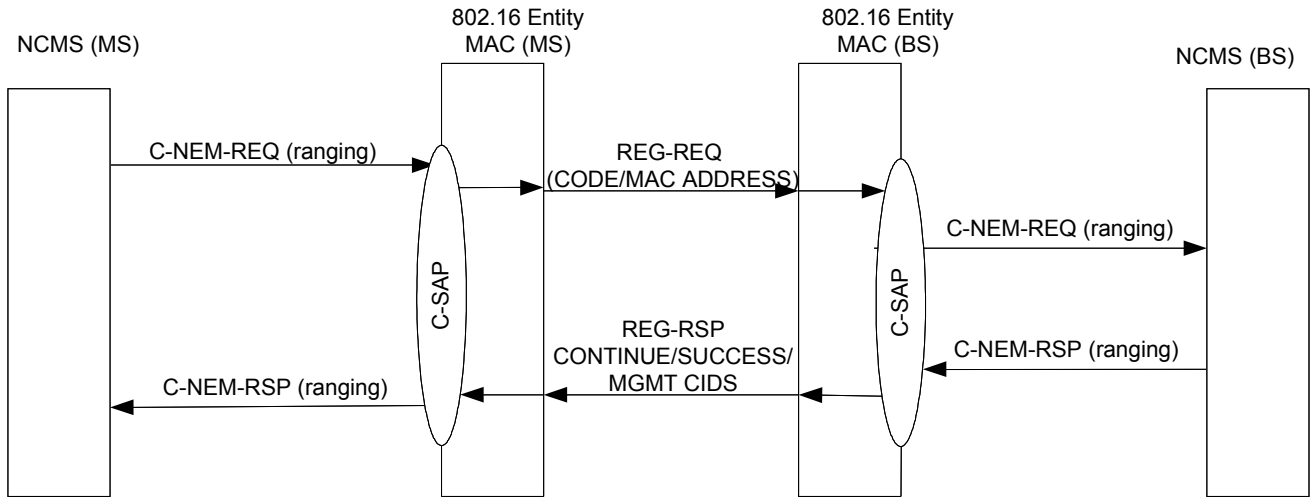 802.16 Entity
MAC (MS)
802.16 Entity
MAC (BS)
NCMS (MS)
NCMS (BS)
C-NEM-REQ (ranging)
REG-REQ
(CODE/MAC ADDRESS)
C-NEM-REQ (ranging)
C-SAP
C-SAP
REG-RSP
CONTINUE/SUCCESS/
MGMT CIDS
C-NEM-RSP (ranging)
C-NEM-RSP (ranging)